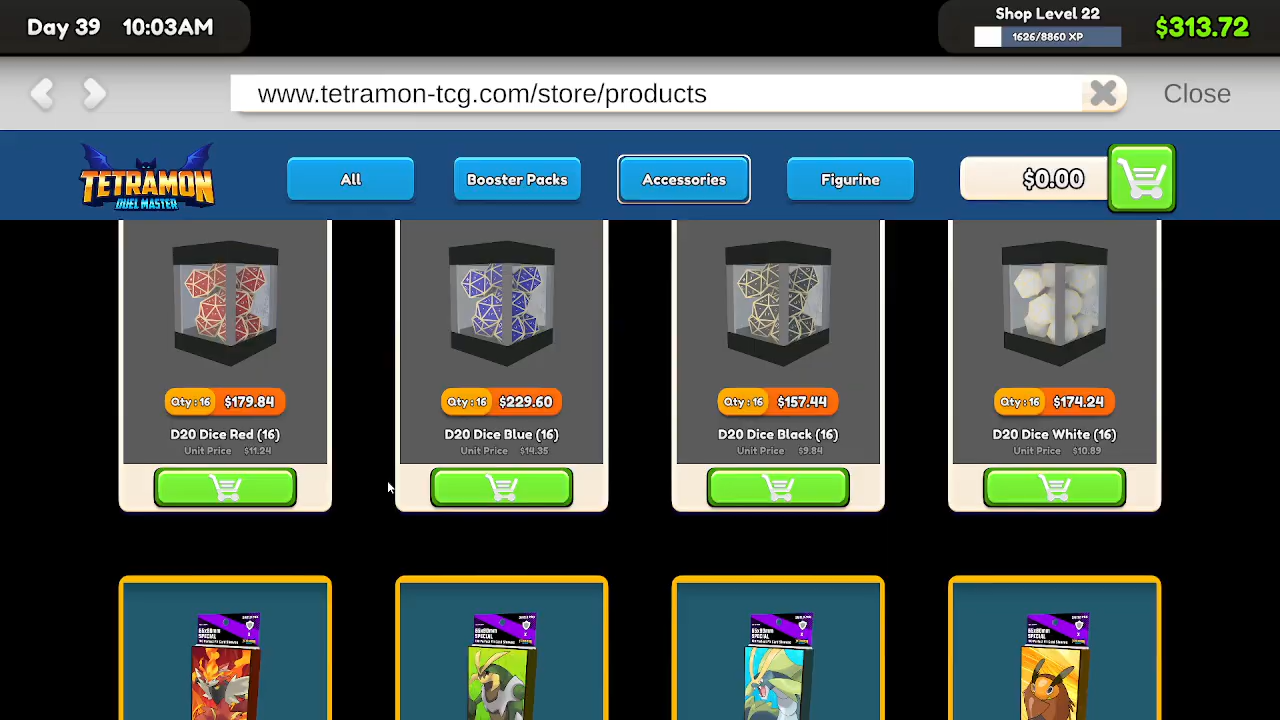 Day 39 10:03AM
Shop Level 22
1626/8860 XP
$313.72
www.tetramon-tcg.com/store/products
Close
TETRAMON
DUEL MASTER
All
Booster Packs
Accessories
Figurine
$0.00
Qty : 16 $179.84
D20 Dice Red (16)
Unit Price $11.24
Qty : 16 $229.60
D20 Dice Blue (16)
Unit Price $14.35
Qty : 16 $157.44
D20 Dice Black (16)
Unit Price $9.84
Qty : 16 $174.24
D20 Dice White (16)
Unit Price $10.89
SPECIAL
SPECIAL
SPECIAL
SPECIAL